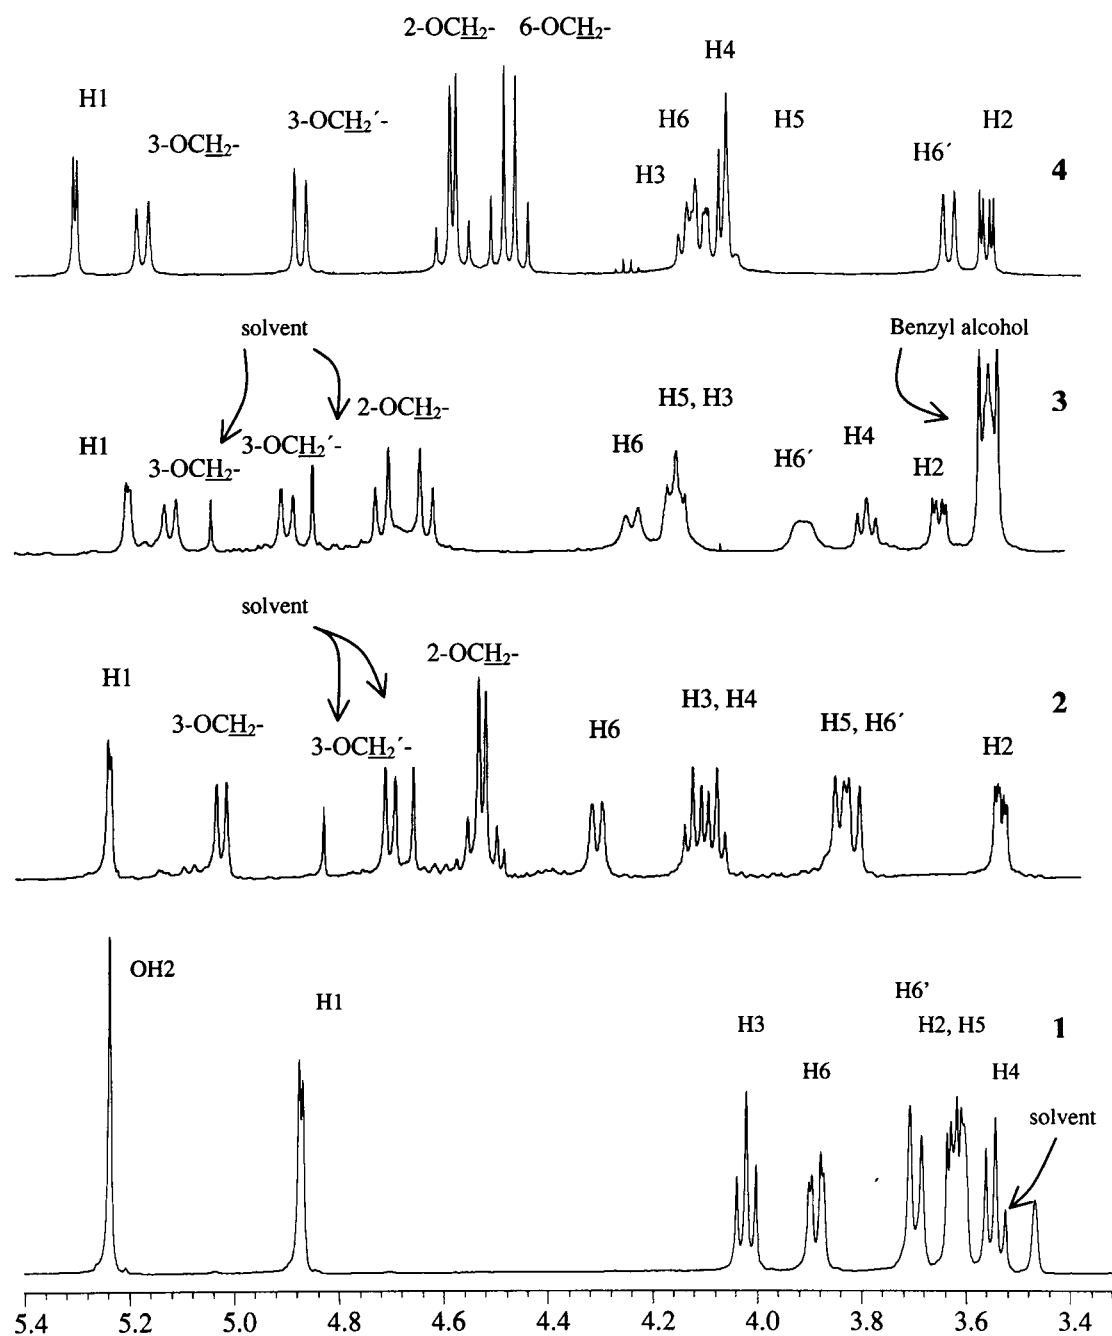 2-OCH2-   6-OCH2-
H4
H1
3-OCH2-
3-OCH2´-
H6
H5
H3
H6´
H2
4
solvent
Benzyl alcohol
2-OCH2-
H5, H3
3
H1
3-OCH2-
3-OCH2´-
H6
H6´
H4
H2
solvent
2-OCH2-
2
H1
3-OCH2-
3-OCH2´-
H6
H3, H4
H5, H6´
H2
OH2
H1
H6’
H3
H2, H5
1
H6
H4
solvent
5.4 5.2 5.0 4.8 4.6 4.4 4.2 4.0 3.8 3.6 3.4